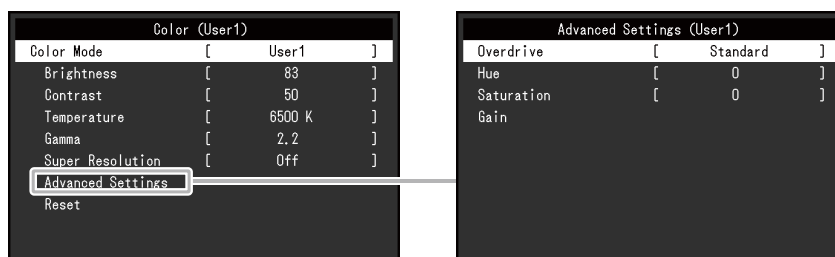 Color (User1)
Color Mode [ User1 ]
Brightness [ 83 ]
Contrast [ 50 ]
Temperature [ 6500 K ]
Gamma [ 2.2 ]
Super Resolution [ Off ]
Advanced Settings
Reset
Advanced Settings (User1)
Overdrive [ Standard ]
Hue [ 0 ]
Saturation [ 0 ]
Gain